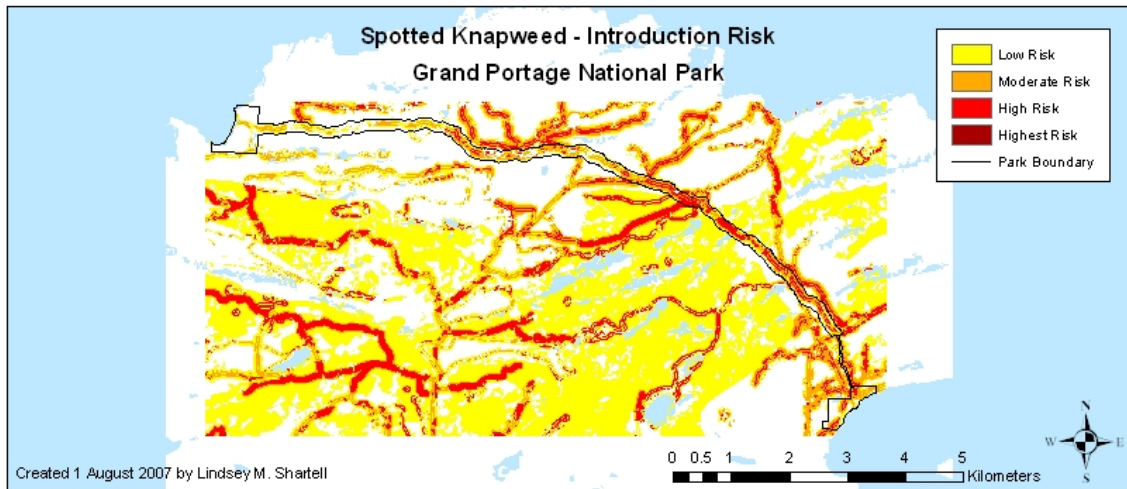 Spotted Knapweed - Introduction Risk
Grand Portage National Park
Low Risk
Moderate Risk
High Risk
Highest Risk
Park Boundary
N
W E
S
Created 1 August 2007 by Lindsey M. Shartell
0 0.5 1 2 3 4 5
Kilometers